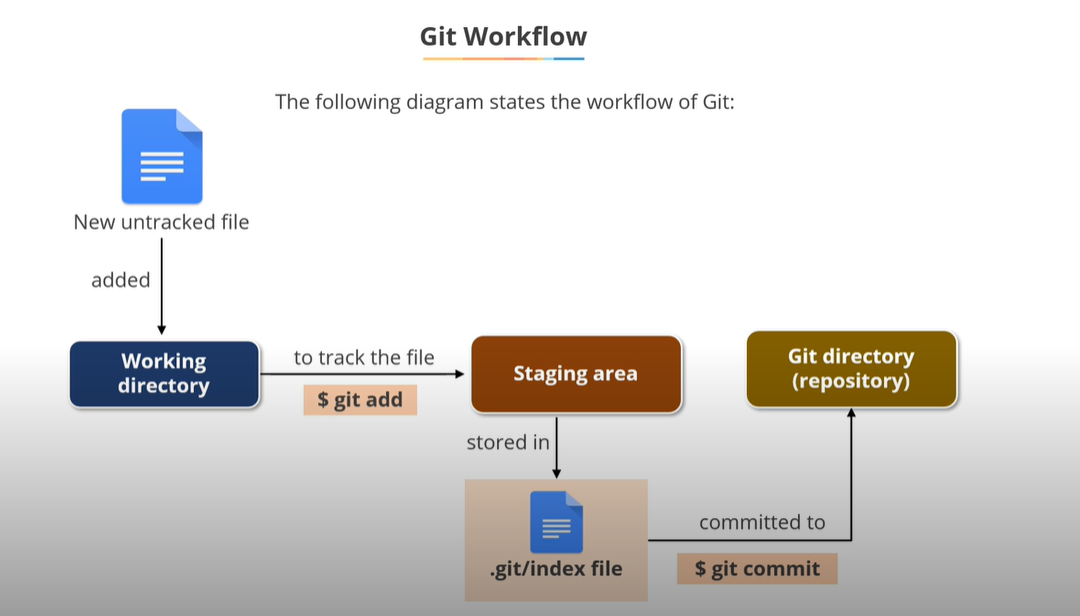 Git Workflow
The following diagram states the workflow of Git:
New untracked file
added
Working
directory
to track the file
$ git add
Staging area
Git directory
(repository)
stored in
.git/index file
committed to
$ git commit